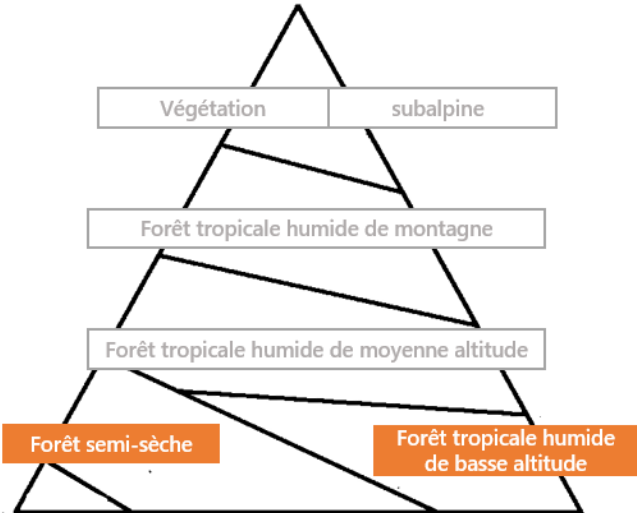 Végétation
subalpine
Forêt tropicale humide de montagne
Forêt tropicale humide de moyenne altitude
Forêt semi-sèche
Forêt tropicale humide
de basse altitude